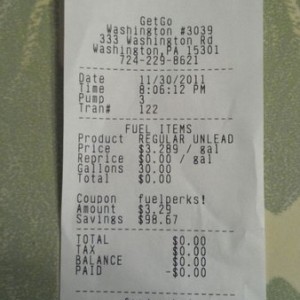 GetGo
Washington #3039
333 Washington Rd
Washington,PA 15301
724-229-8621
Date 11/30/2011
Time 8:06:12 PM
Pump 3
Tran# 122
FUEL ITEMS
Product REGULAR UNLEAD
Price $3.289 / gal
Reprice $0.00 / gal
Gallons 30.00
Total $0.00
Coupon fuelperks!
Amount $3.29
Savings $98.67
TOTAL $0.00
TAX $0.00
BALANCE $0.00
PAID -$0.00